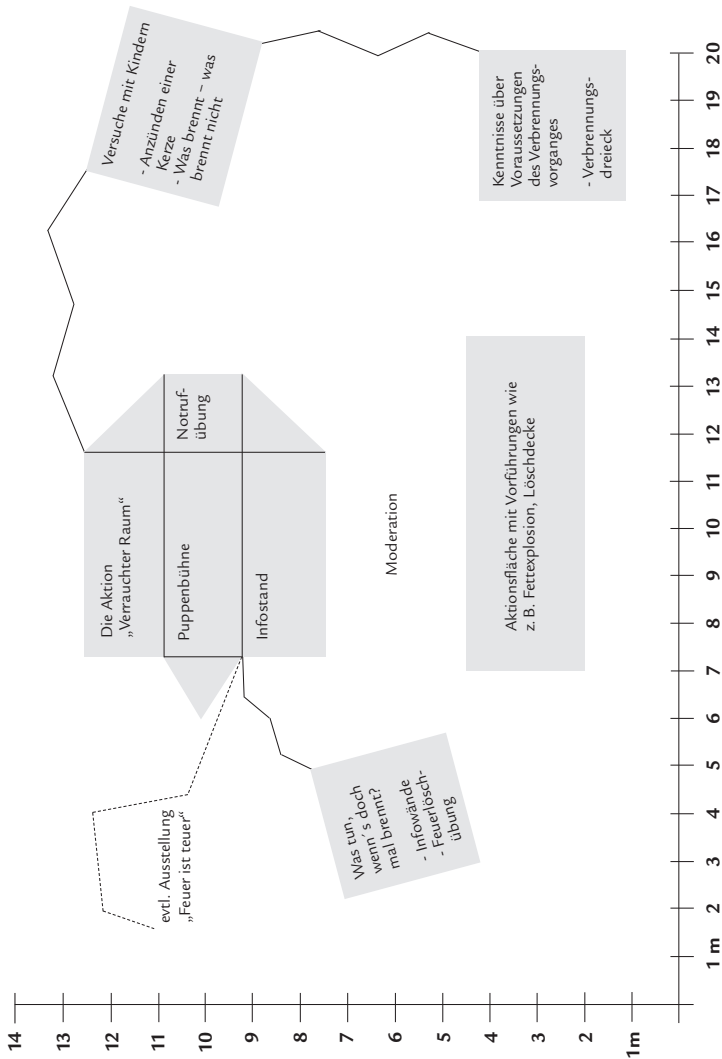 evtl. Ausstellung
„Feuer ist teuer“
Die Aktion
„Verrauchter Raum“
Puppenbühne
Infostand
Notruf-
übung
Versuche mit Kindern
- Anzünden einer
Kerze
- Was brennt – was
brennt nicht
Was tun,
wenn´s doch
mal brennt?
- Infowände
- Feuerlösch-
übung
Moderation
Aktionsfläche mit Vorführungen wie
z. B. Fettexplosion, Löschdecke
Kenntnisse über
Voraussetzungen
des Verbrennungs-
vorganges
- Verbrennungs-
dreieck
14
13
12
11
10
9
8
7
6
5
4
3
2
1m
1 m
2
3
4
5
6
7
8
9
10
11
12
13
14
15
16
17
18
19
20